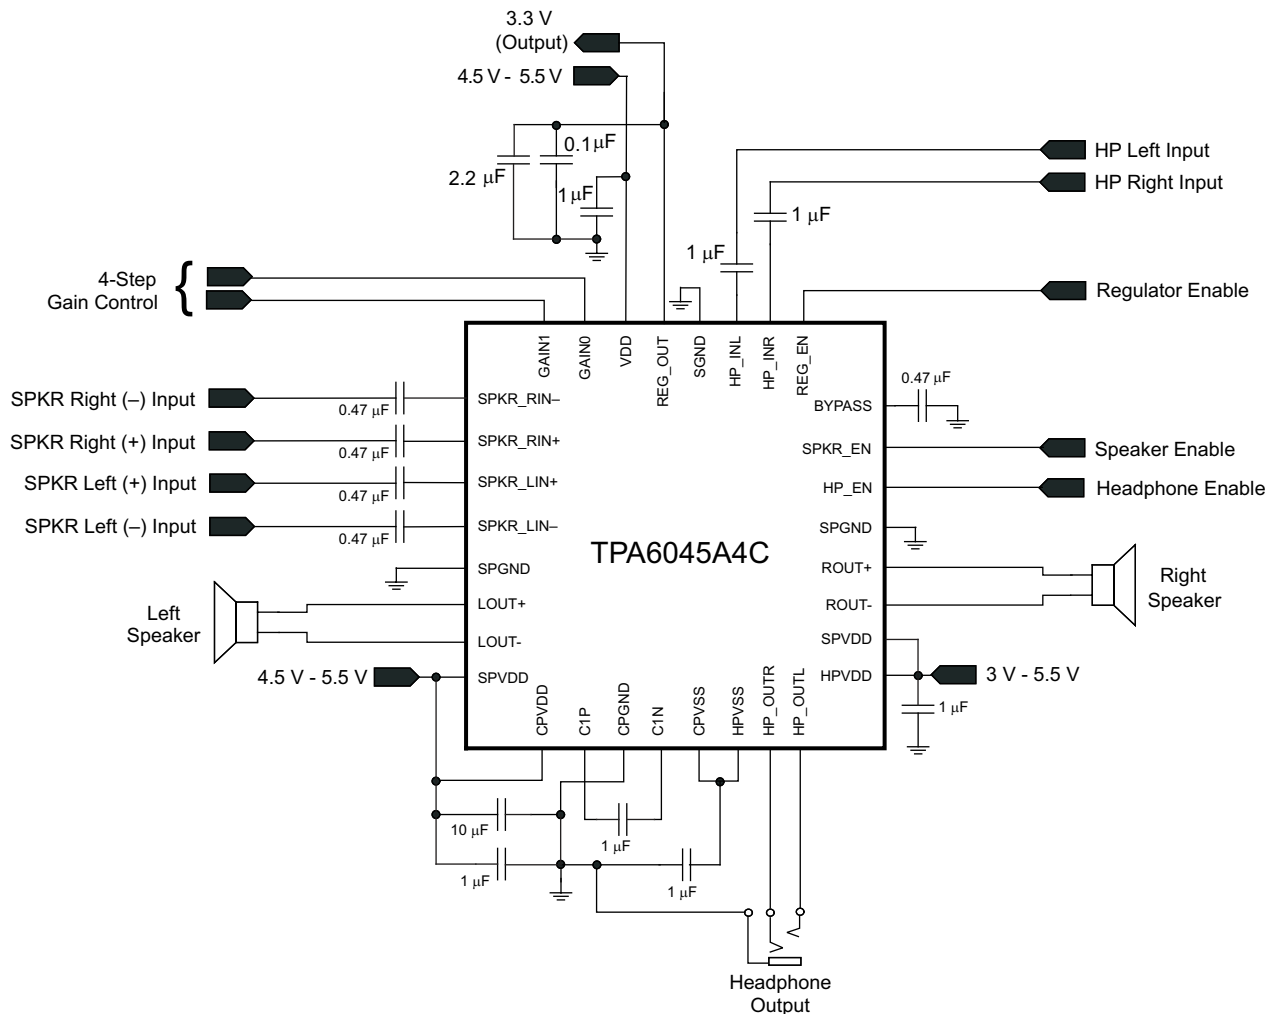 3.3 V
(Output)
4.5 V - 5.5 V
0.1 μF
2.2 μF
1 μF
HP Left Input
HP Right Input
1 μF
1 μF
4-Step
Gain Control
{
Regulator Enable
GAIN1
GAIN0
VDD
REG_OUT
SGND
HP_INL
HP_INR
REG_EN
SPKR Right (–) Input
0.47 μF
SPKR_RIN–
BYPASS
0.47 μF
SPKR Right (+) Input
0.47 μF
SPKR_RIN+
SPKR_EN
Speaker Enable
SPKR Left (+) Input
0.47 μF
SPKR_LIN+
HP_EN
Headphone Enable
SPKR Left (–) Input
0.47 μF
SPKR_LIN–
SPGND
TPA6045A4C
SPGND
ROUT+
Right
Speaker
Left
Speaker
LOUT+
ROUT-
LOUT-
SPVDD
4.5 V - 5.5 V
SPVDD
HPVDD
3 V - 5.5 V
1 μF
CPVDD
C1P
CPGND
C1N
CPVSS
HPVSS
HP_OUTR
HP_OUTL
10 μF
1 μF
1 μF
1 μF
Headphone
Output